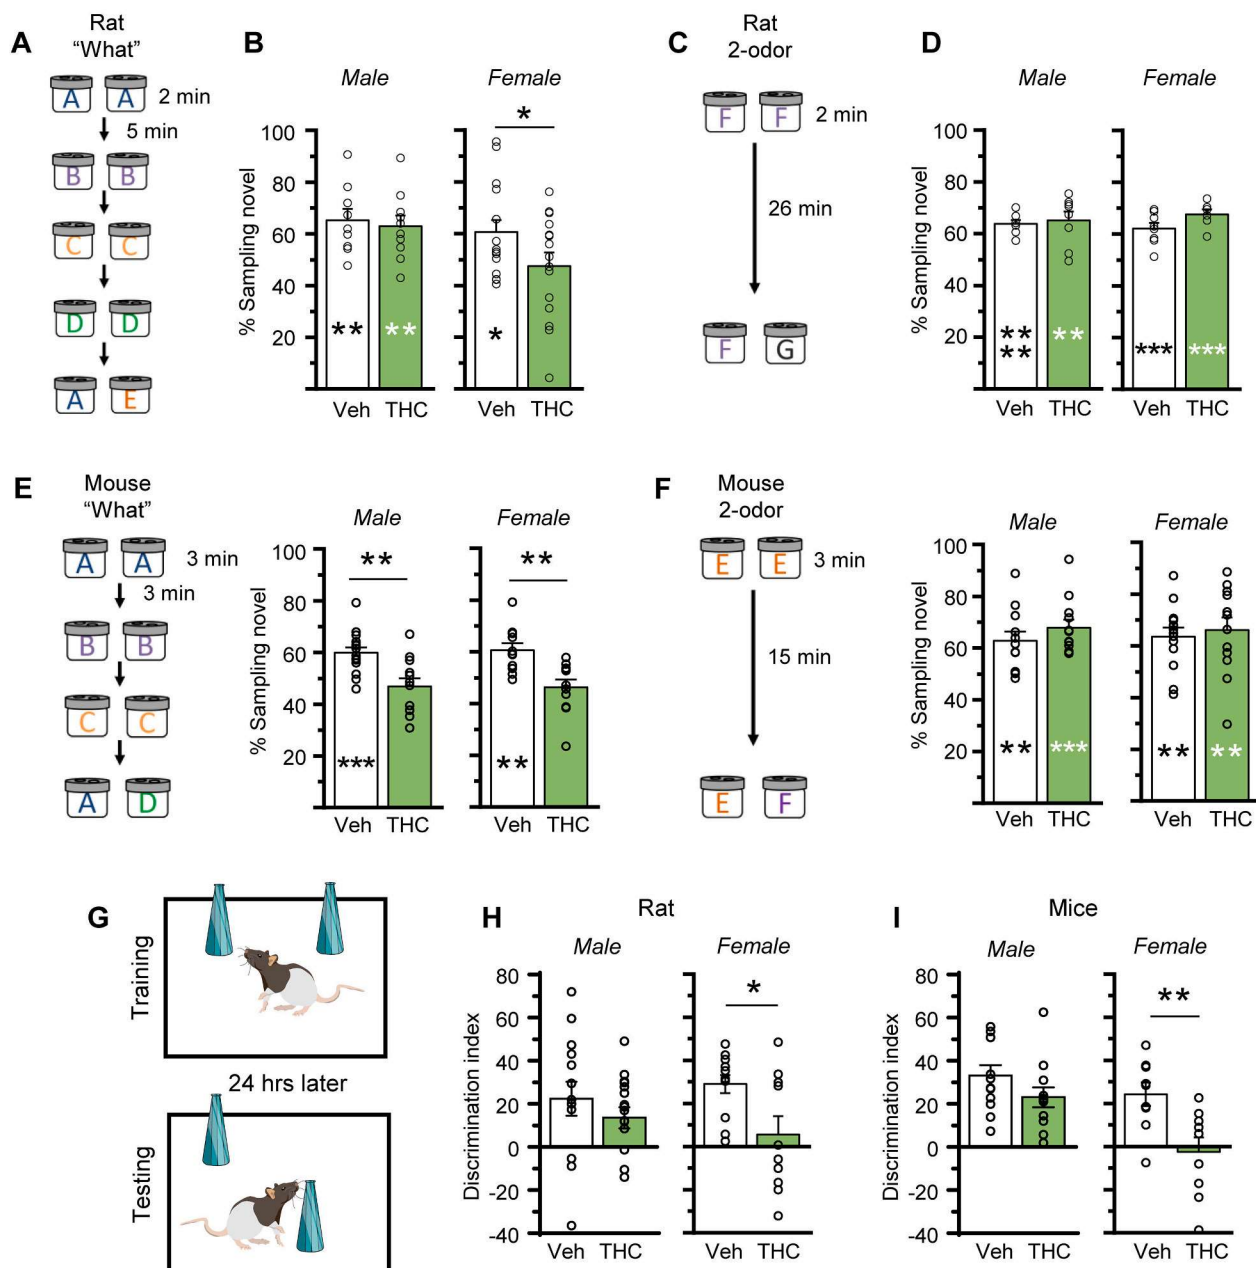 A
Rat
“What”
A A 2 min
5 min
B B
C C
D D
A E
B
Male Female
% Sampling novel
100
80
60
40
20
*
** ** *
Veh THC Veh THC
C
Rat
2-odor
F F 2 min
26 min
F G
D
Male Female
% Sampling novel
100
80
60
40
20
** ** *** ***
**
Veh THC Veh THC
E
Mouse
“What”
A A 3 min
3 min
B B
C C
A D
Male Female
% Sampling novel
100
80
60
40
20
** **
*** **
Veh THC Veh THC
F
Mouse
2-odor
E E 3 min
15 min
E F
Male Female
% Sampling novel
100
80
60
40
20
** *** ** **
Veh THC Veh THC
G
Training
24 hrs later
Testing
H
Rat
Male Female
Discrimination index
80
60
40
20
0
-20
-40
*
Veh THC Veh THC
I
Mice
Male Female
Discrimination index
80
60
40
20
0
-20
-40
**
Veh THC Veh THC